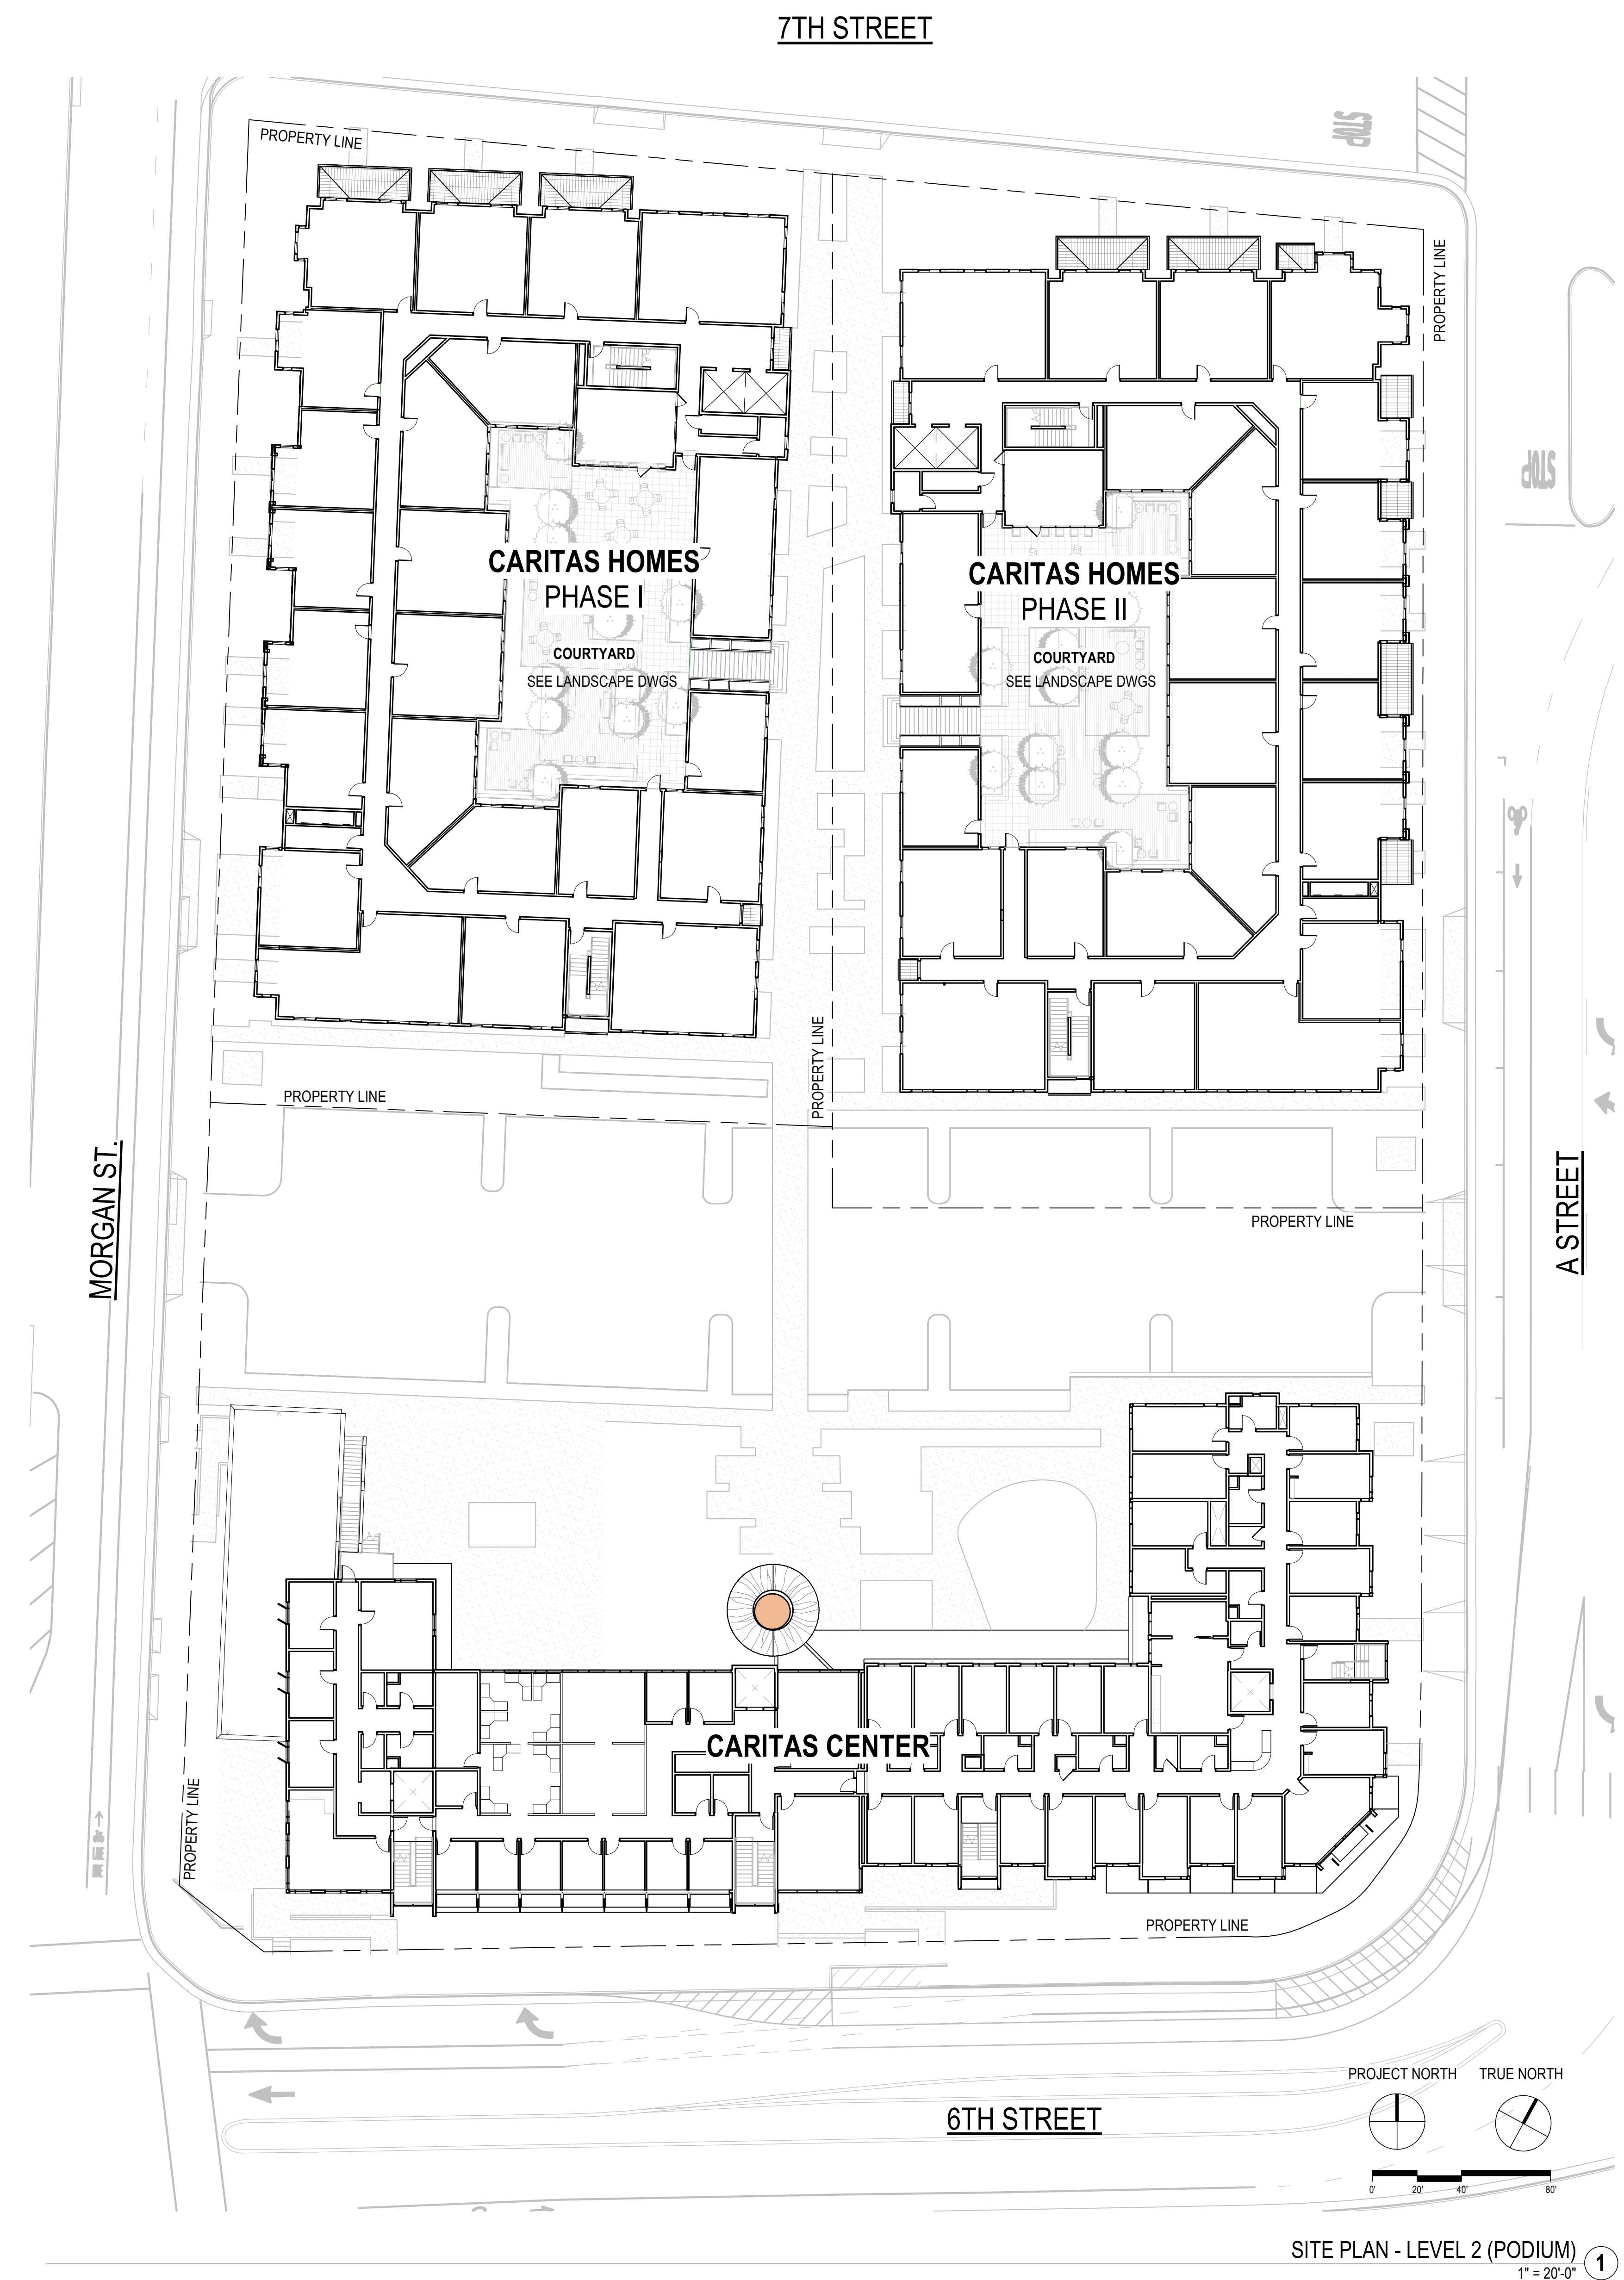 7TH STREET
PROPERTY LINE
STOP
PROPERTY LINE
STOP
CARITAS HOMES
PHASE I
CARITAS HOMES
PHASE II
COURTYARD
SEE LANDSCAPE DWGS
COURTYARD
SEE LANDSCAPE DWGS
PROPERTY LINE
PROPERTY LINE
MORGAN ST.
A STREET
PROPERTY LINE
CARITAS CENTER
PROPERTY LINE
PROPERTY LINE
BIKE LANE
PROJECT NORTH
TRUE NORTH
6TH STREET
0' 20' 40' 80'
SITE PLAN - LEVEL 2 (PODIUM)
1
1" = 20'-0"